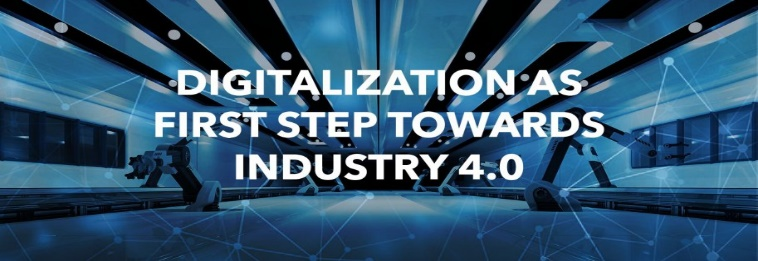 DIGITALIZATION AS
FIRST STEP TOWARDS
INDUSTRY 4.0